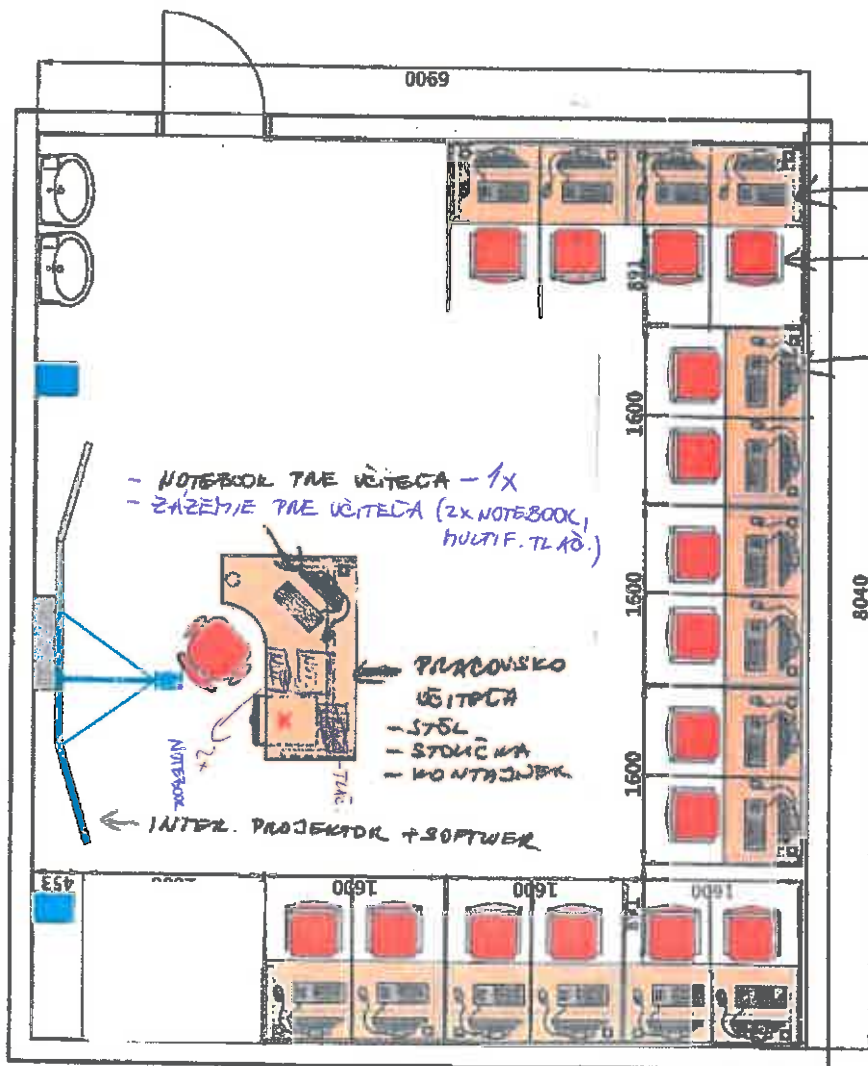 6900
168
1600
- NOTEBOOK PRE UČITEĽA - 1X
- ZÁZEMIE PRE UČITEĽA (2X NOTEBOOK,
MULTIF. TLAČ.)
1600
8040
PRACOVISKO
UČITEĽA
- STÔL
- STOLIČKA
- KONTAJNER
K
2x
NOTEBOOK
TLAČ.
1600
← INTER. PROJEKTOR + SOFTWER
453
1600
1600
1600